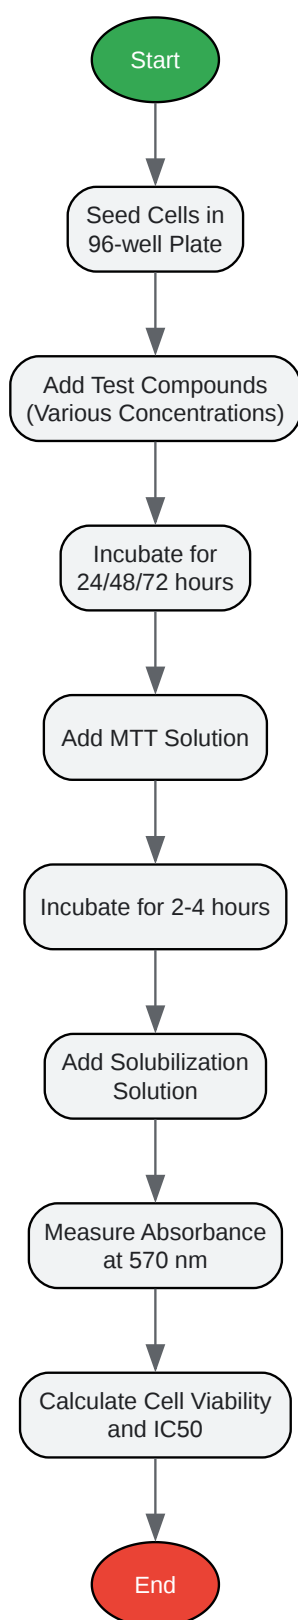 Start
Seed Cells in
96-well Plate
Add Test Compounds
(Various Concentrations)
Incubate for
24/48/72 hours
Add MTT Solution
Incubate for 2-4 hours
Add Solubilization
Solution
Measure Absorbance
at 570 nm
Calculate Cell Viability
and IC50
End